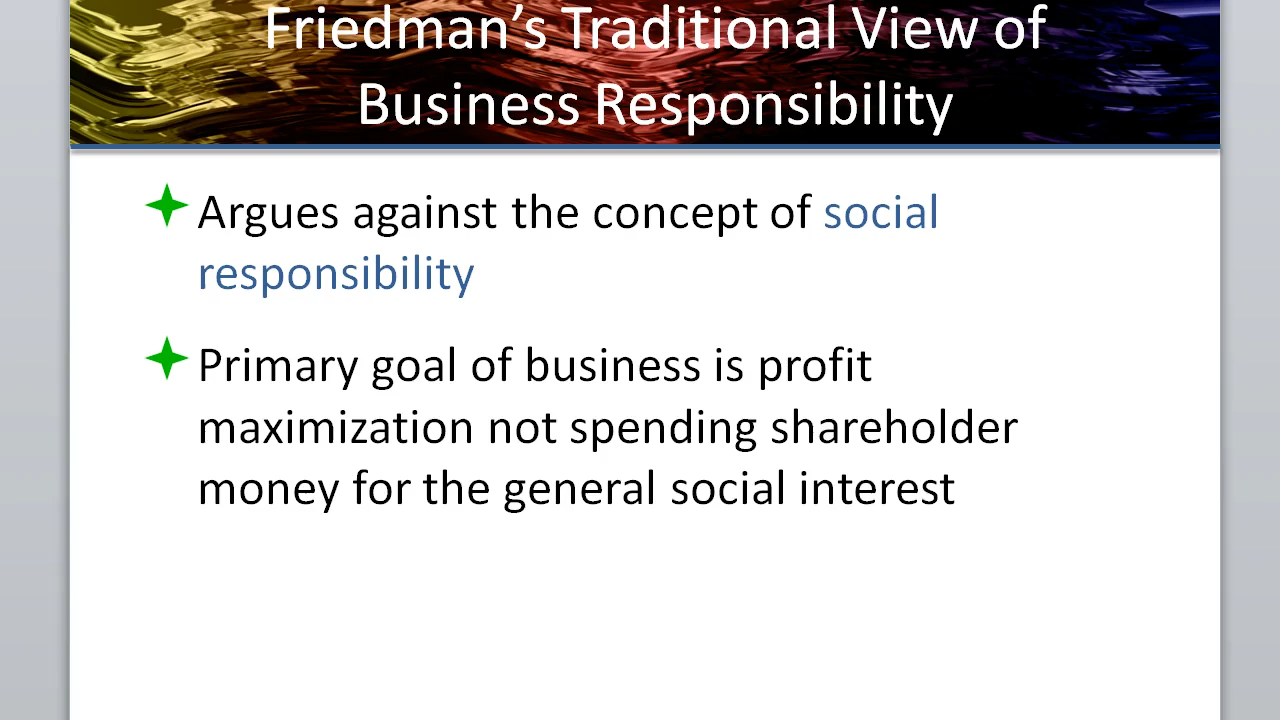 Friedman’s Traditional View of
Business Responsibility
Argues against the concept of social
responsibility
Primary goal of business is profit
maximization not spending shareholder
money for the general social interest